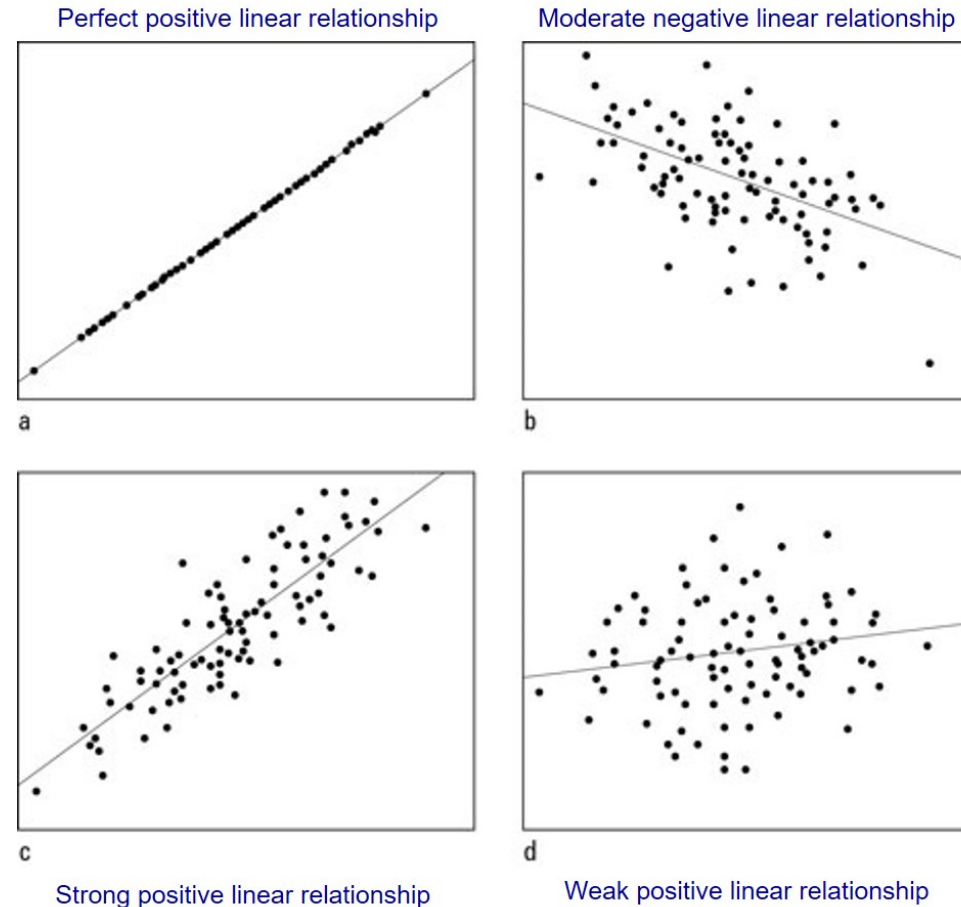 Perfect positive linear relationship
Moderate negative linear relationship
a
b
c
d
Strong positive linear relationship
Weak positive linear relationship